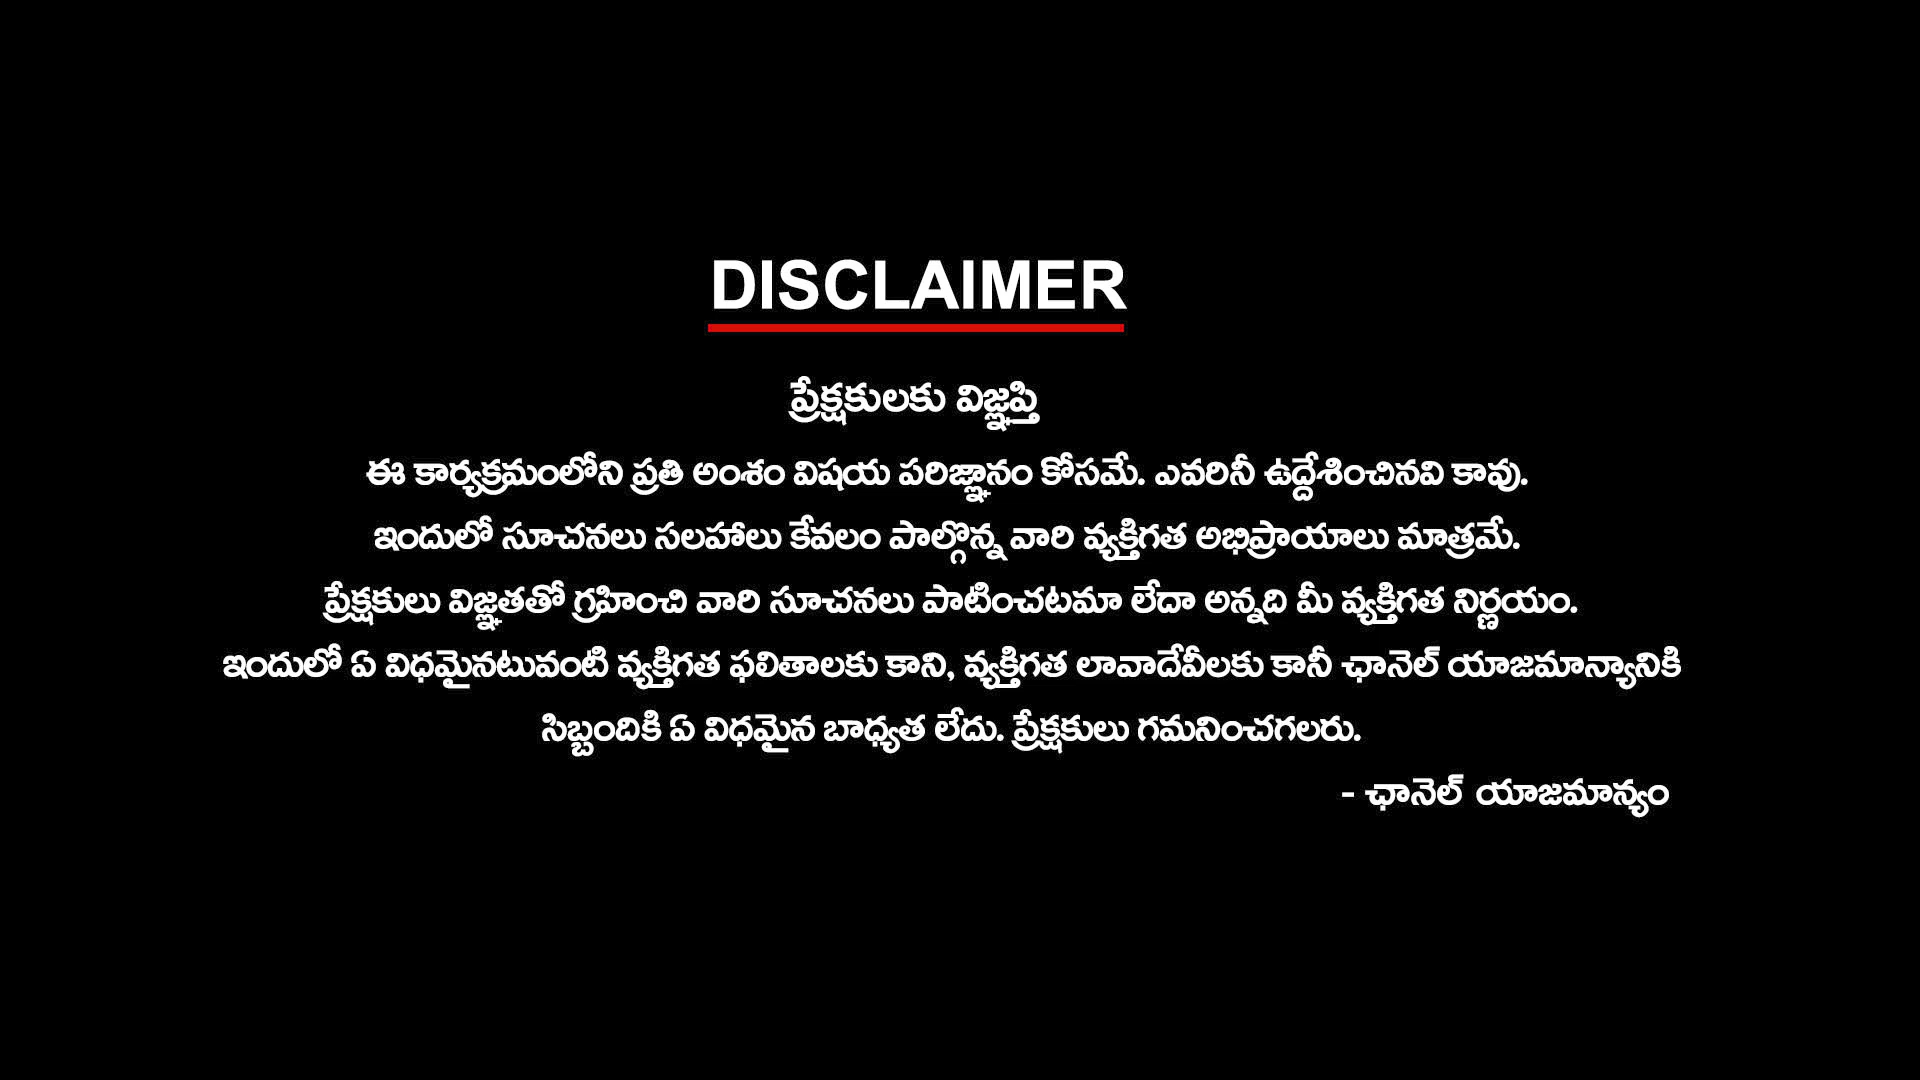 DISCLAIMER
ప్రేక్షకులకు విజ్ఞప్తి
ఈ కార్యక్రమంలోని ప్రతి అంశం విషయ పరిజ్ఞానం కోసమే. ఎవరినీ ఉద్దేశించినవి కావు.
ఇందులో సూచనలు సలహాలు కేవలం పాల్గొన్న వారి వ్యక్తిగత అభిప్రాయాలు మాత్రమే.
ప్రేక్షకులు విజ్ఞతతో గ్రహించి వారి సూచనలు పాటించటమా లేదా అన్నది మీ వ్యక్తిగత నిర్ణయం.
ఇందులో ఏ విధమైనటువంటి వ్యక్తిగత ఫలితాలకు కాని, వ్యక్తిగత లావాదేవీలకు కానీ ఛానెల్ యాజమాన్యానికి
సిబ్బందికి ఏ విధమైన బాధ్యత లేదు. ప్రేక్షకులు గమనించగలరు.
- ఛానెల్ యాజమాన్యం